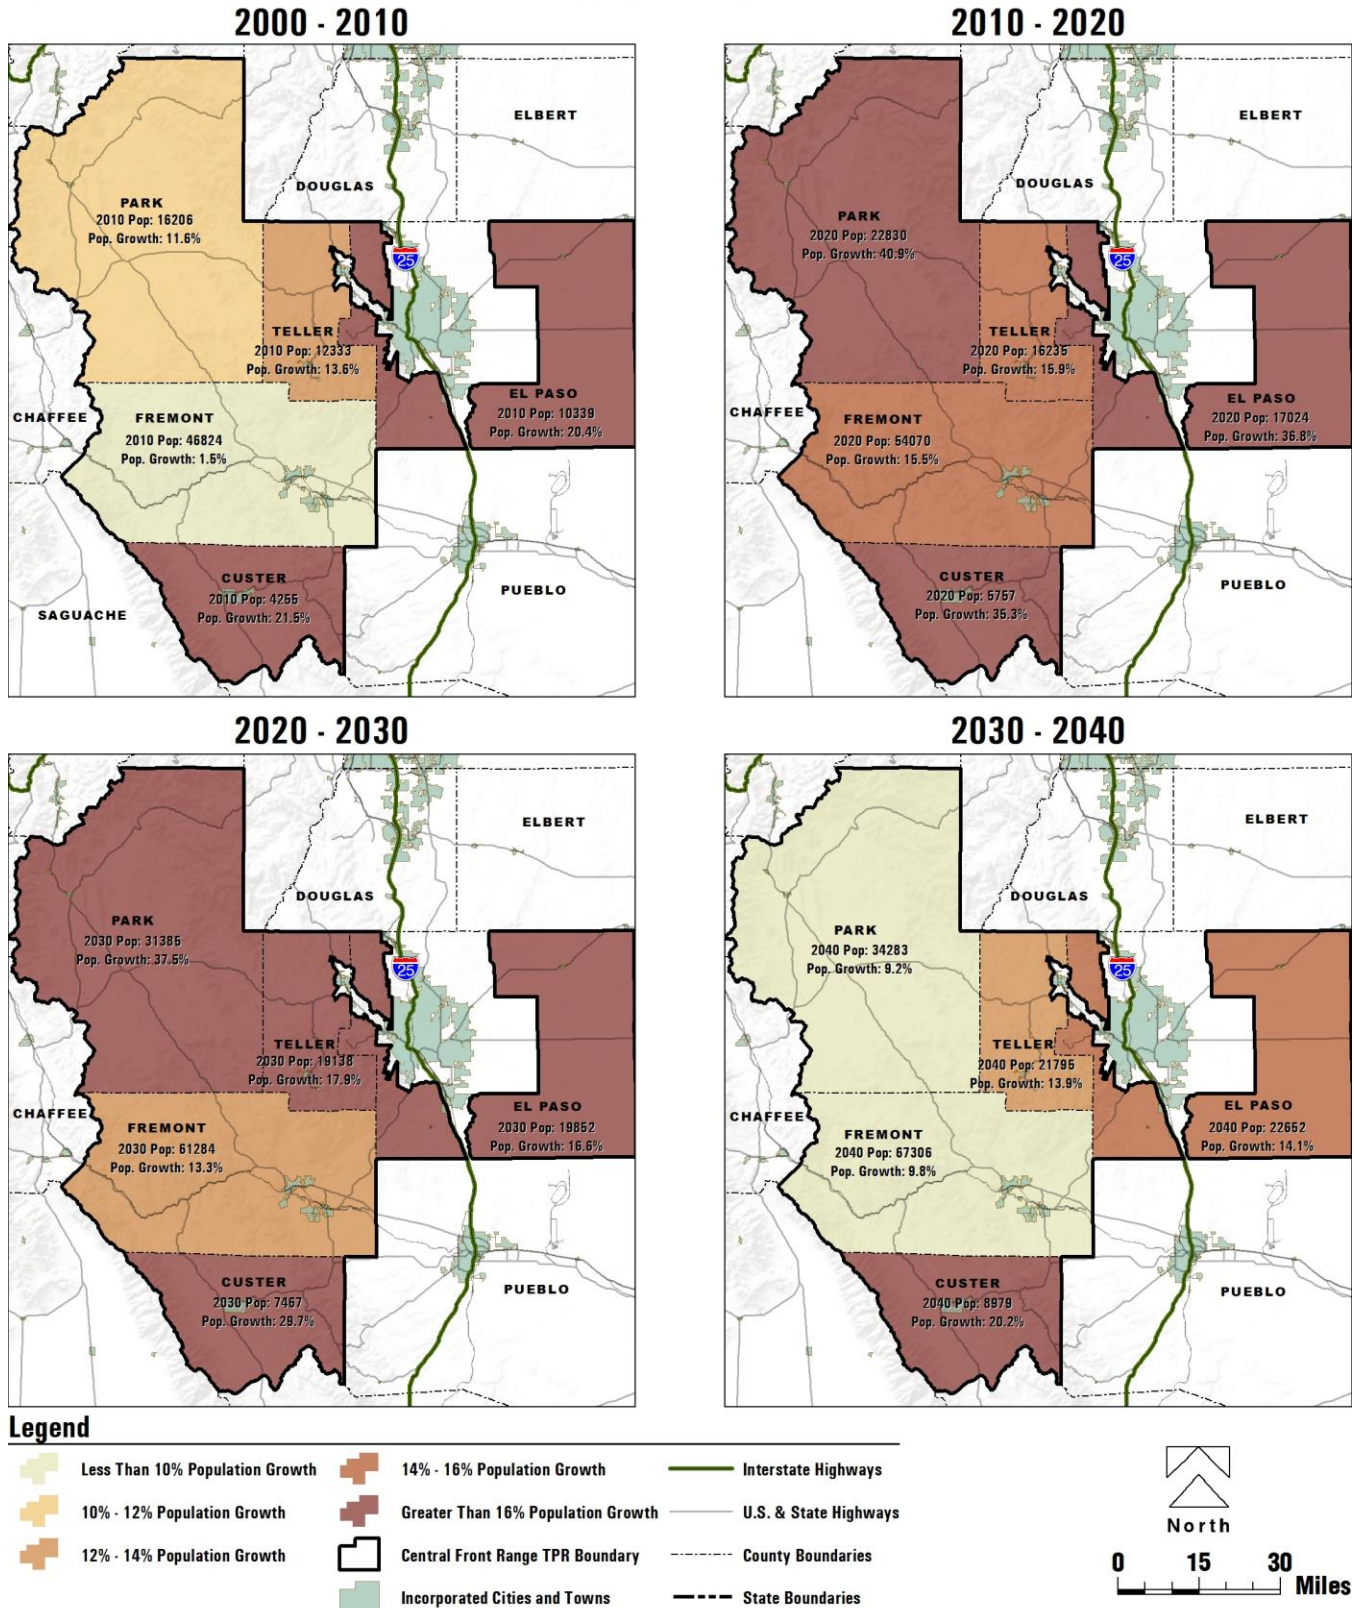 2000 - 2010
ELBERT
DOUGLAS
PARK
2010 Pop: 16206
Pop. Growth: 11.6%
25
TELLER
2010 Pop: 12333
Pop. Growth: 13.6%
EL PASO
2010 Pop: 10339
Pop. Growth: 20.4%
CHAFFEE
FREMONT
2010 Pop: 46824
Pop. Growth: 1.5%
CUSTER
2010 Pop: 4255
Pop. Growth: 21.5%
PUEBLO
SAGUACHE
2010 - 2020
ELBERT
DOUGLAS
PARK
2020 Pop: 22830
Pop. Growth: 40.9%
25
TELLER
2020 Pop: 16235
Pop. Growth: 15.9%
EL PASO
2020 Pop: 17024
Pop. Growth: 36.8%
CHAFFEE
FREMONT
2020 Pop: 54070
Pop. Growth: 15.5%
CUSTER
2020 Pop: 5757
Pop. Growth: 35.3%
PUEBLO
2020 - 2030
ELBERT
DOUGLAS
PARK
2030 Pop: 31385
Pop. Growth: 37.5%
25
TELLER
2030 Pop: 19138
Pop. Growth: 17.9%
EL PASO
2030 Pop: 19852
Pop. Growth: 16.6%
CHAFFEE
FREMONT
2030 Pop: 61284
Pop. Growth: 13.3%
CUSTER
2030 Pop: 7467
Pop. Growth: 29.7%
PUEBLO
2030 - 2040
ELBERT
DOUGLAS
PARK
2040 Pop: 34283
Pop. Growth: 9.2%
25
TELLER
2040 Pop: 21795
Pop. Growth: 13.9%
EL PASO
2040 Pop: 22652
Pop. Growth: 14.1%
CHAFFEE
FREMONT
2040 Pop: 67306
Pop. Growth: 9.8%
CUSTER
2040 Pop: 8979
Pop. Growth: 20.2%
PUEBLO
Legend
Less Than 10% Population Growth
10% - 12% Population Growth
12% - 14% Population Growth
14% - 16% Population Growth
Greater Than 16% Population Growth
Central Front Range TPR Boundary
Incorporated Cities and Towns
Interstate Highways
U.S. & State Highways
County Boundaries
State Boundaries
North
0 15 30
Miles